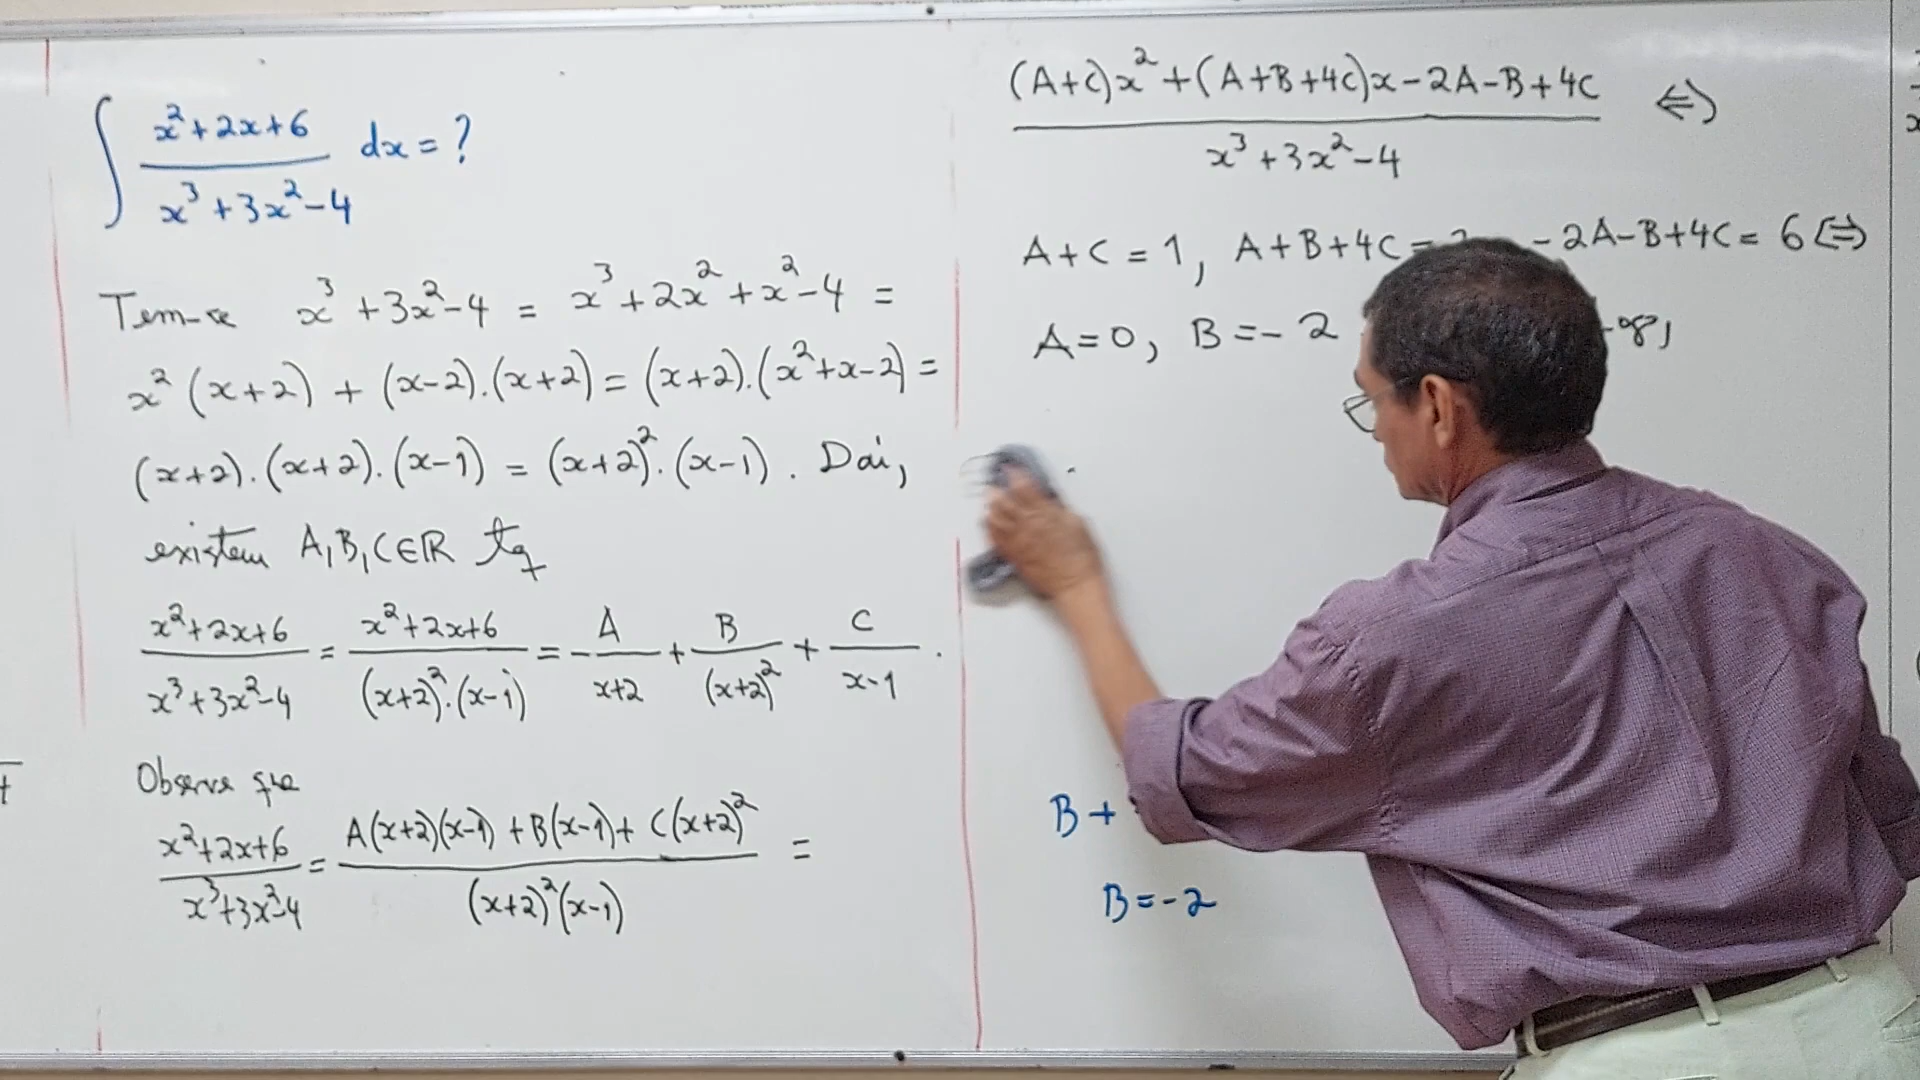 ∫ x²+2x+6 / x³+3x²-4 dx = ?
Tem-se x³+3x²-4 = x³+2x²+x²-4 =
x²(x+2) + (x-2).(x+2) = (x+2).(x²+x-2) =
(x+2).(x+2).(x-1) = (x+2)².(x-1). Daí,
existem A,B,C∈R tq
x²+2x+6 / x³+3x²-4 = x²+2x+6 / (x+2)².(x-1) = A / x+2 + B / (x+2)² + C / x-1 .
Observe que
x²+2x+6 / x³+3x²-4 = A(x+2)(x-1) + B(x-1) + C(x+2)² / (x+2)²(x-1) =
(A+C)x²+(A+B+4C)x-2A-B+4C / x³+3x²-4 ⇔
A+C = 1, A+B+4C = -2A-B+4C = 6 ⇔
A=0, B=-2
B+
B=-2